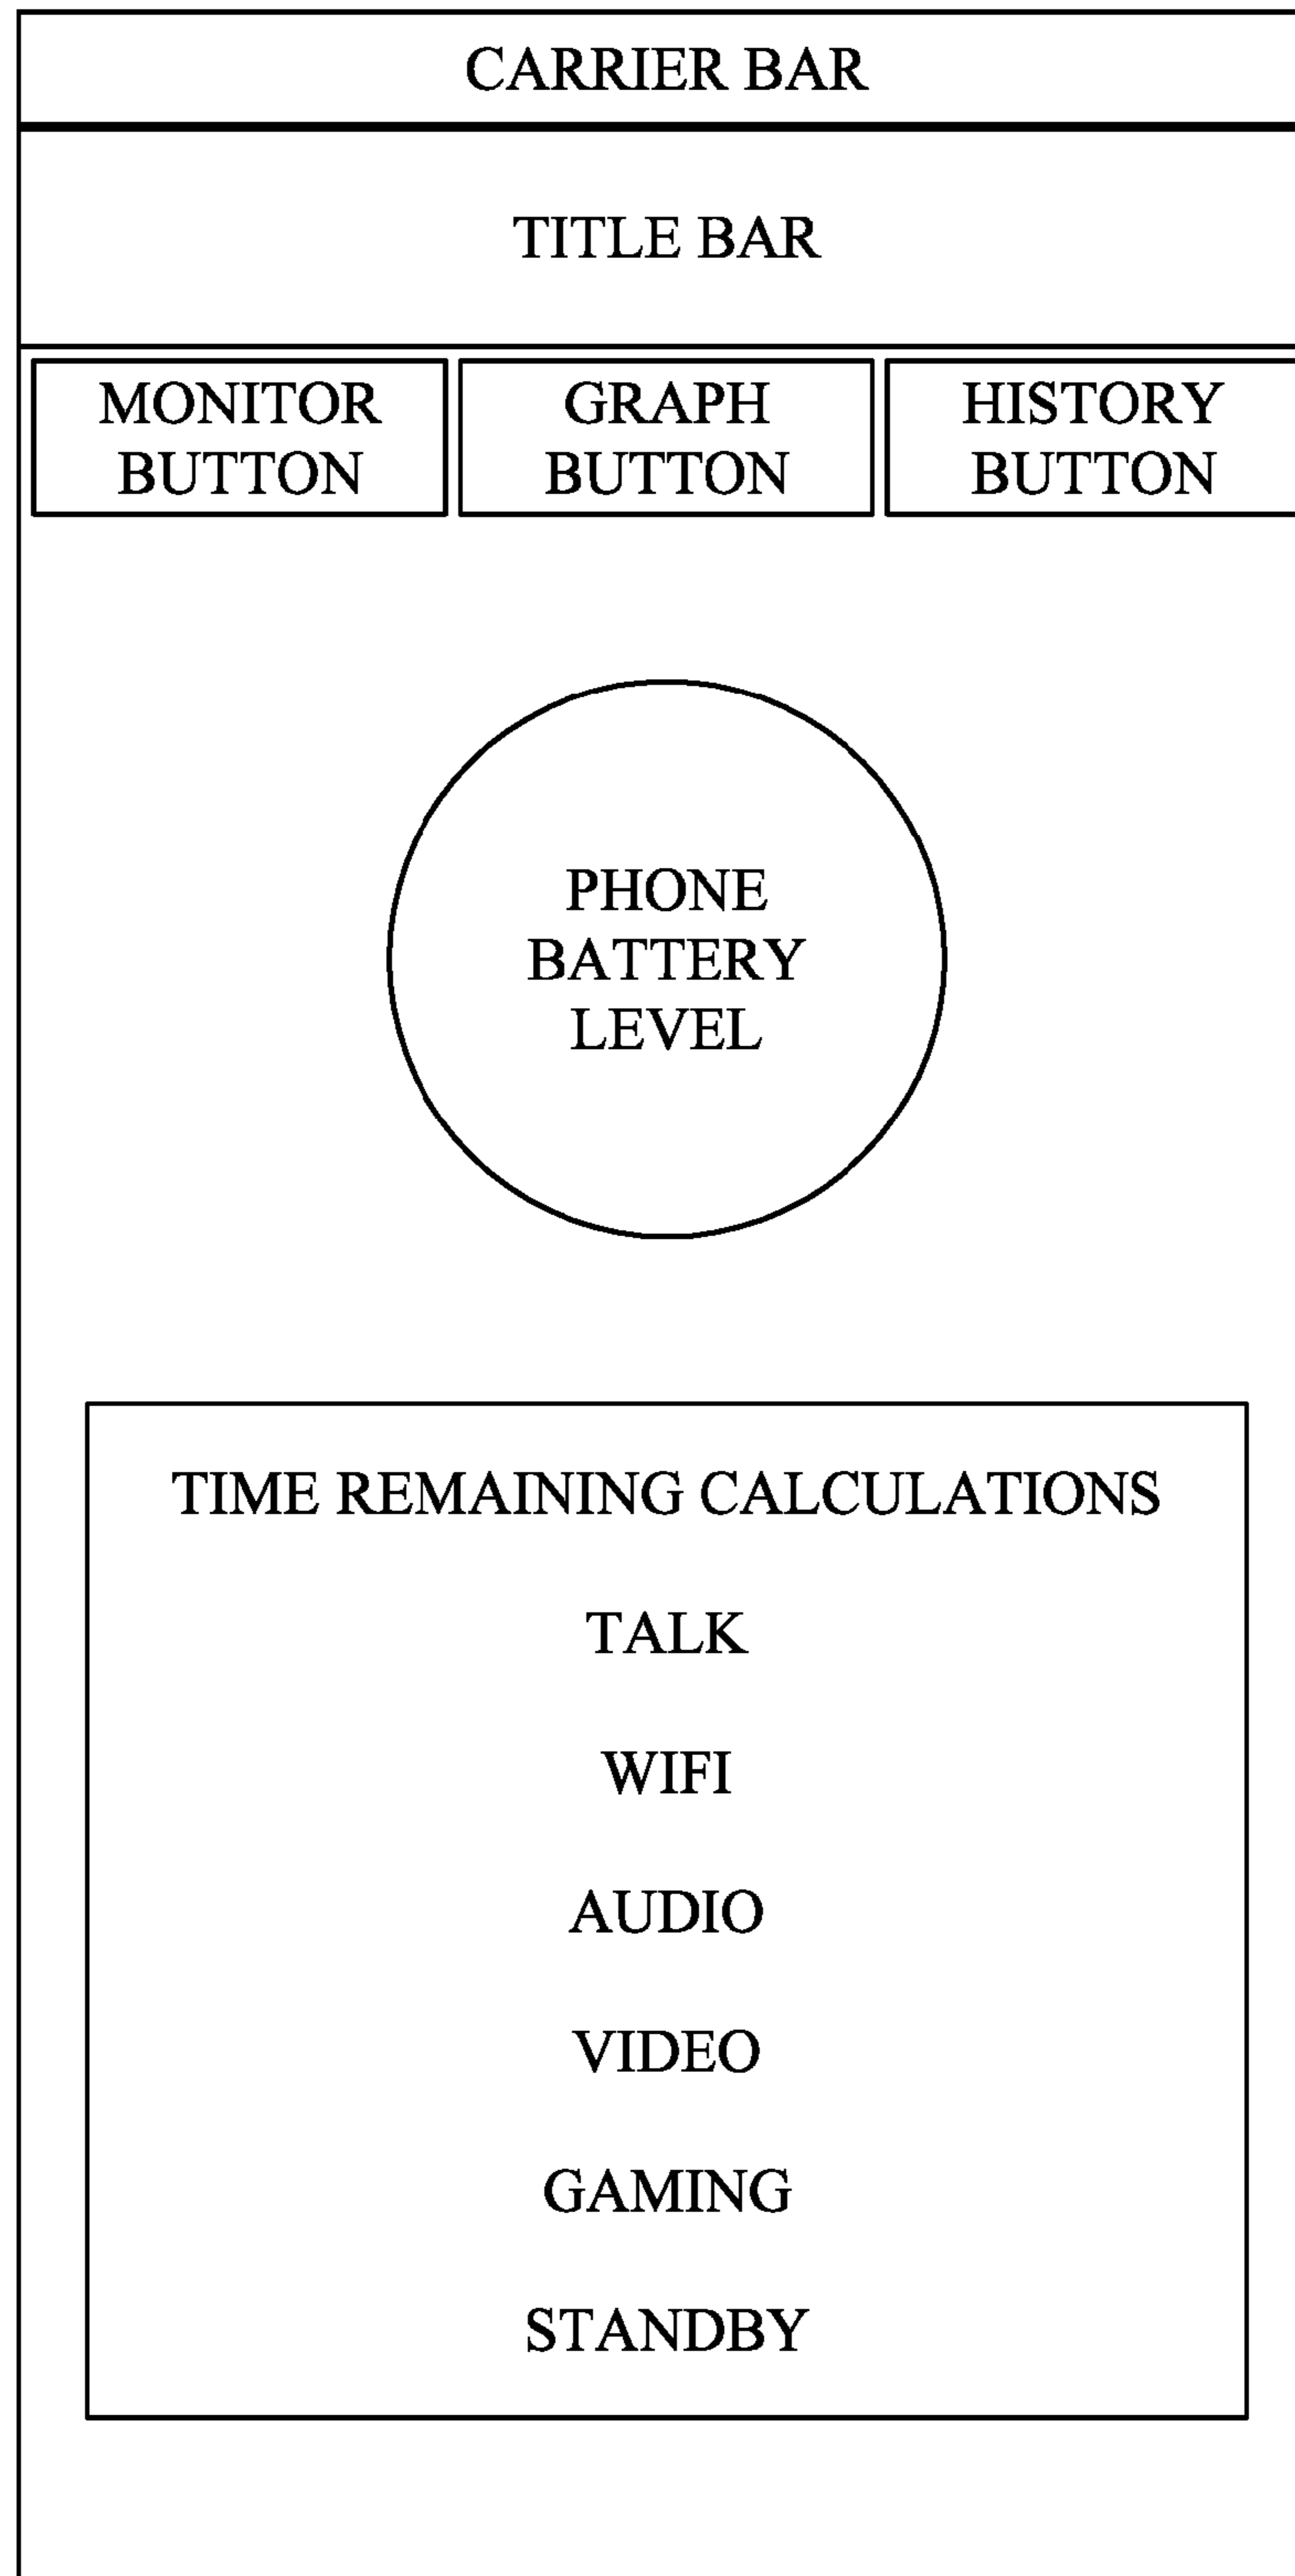 CARRIER BAR
TITLE BAR
MONITOR
BUTTON
GRAPH
BUTTON
HISTORY
BUTTON
PHONE
BATTERY
LEVEL
TIME REMAINING CALCULATIONS
TALK
WIFI
AUDIO
VIDEO
GAMING
STANDBY